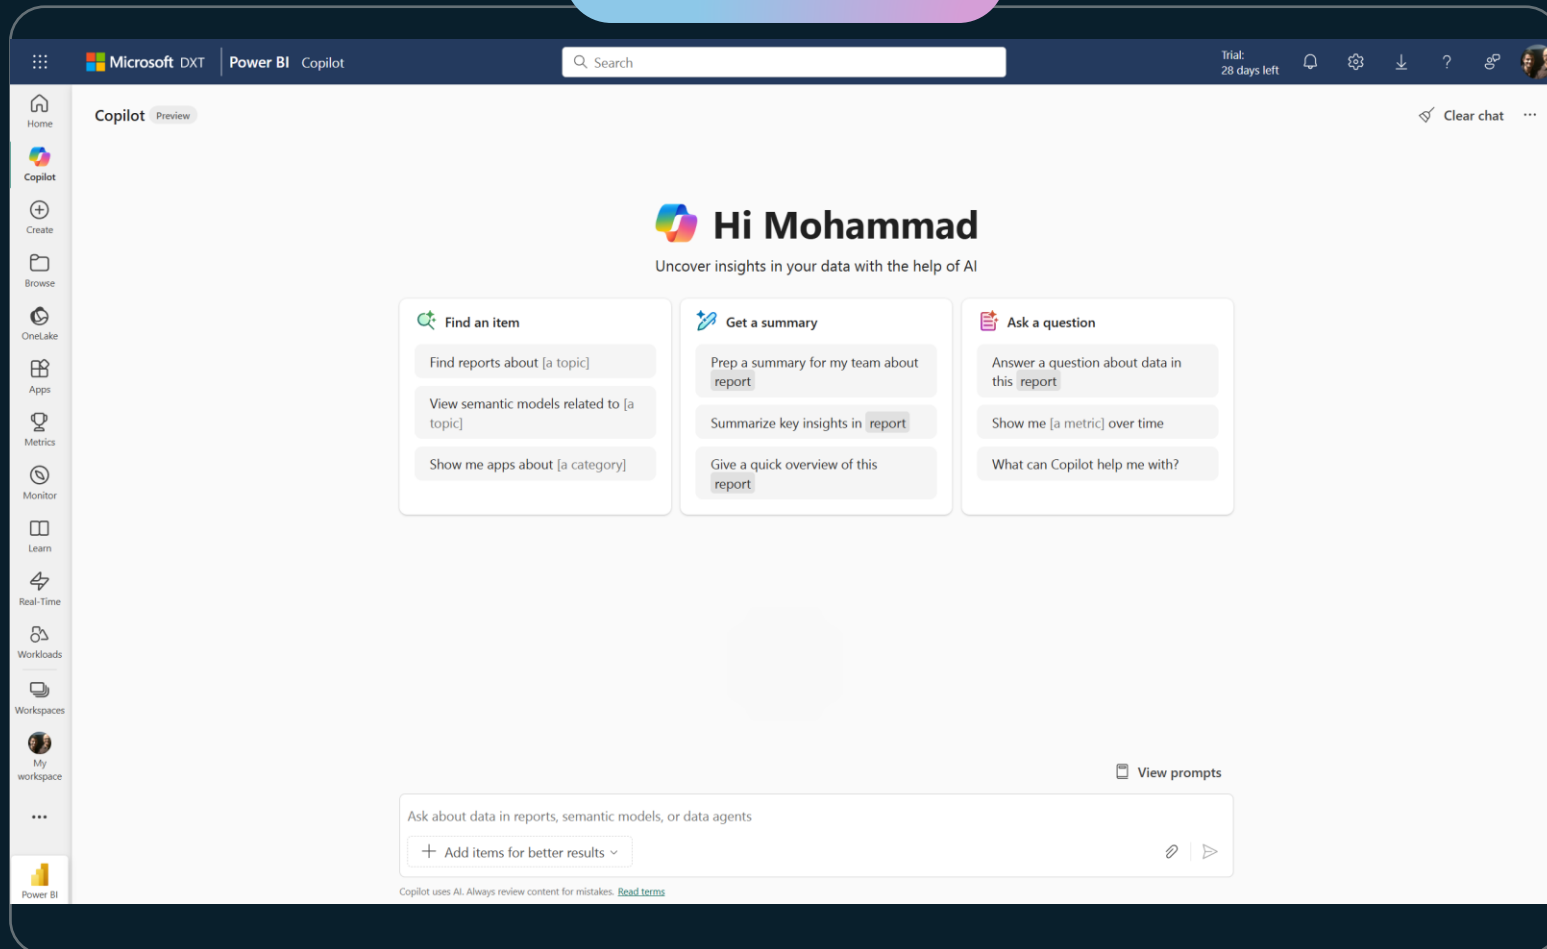 Microsoft DXT Power BI Copilot
Search
Trial:
28 days left
Home
Copilot
Create
Browse
OneLake
Apps
Metrics
Monitor
Learn
Real-Time
Workloads
Workspaces
My
workspace
Power BI
Copilot Preview
Clear chat
Hi Mohammad
Uncover insights in your data with the help of AI
Find an item
Find reports about [a topic]
View semantic models related to [a
topic]
Show me apps about [a category]
Get a summary
Prep a summary for my team about
report
Summarize key insights in report
Give a quick overview of this
report
Ask a question
Answer a question about data in
this report
Show me [a metric] over time
What can Copilot help me with?
View prompts
Ask about data in reports, semantic models, or data agents
Add items for better results
Copilot uses AI. Always review content for mistakes. Read terms